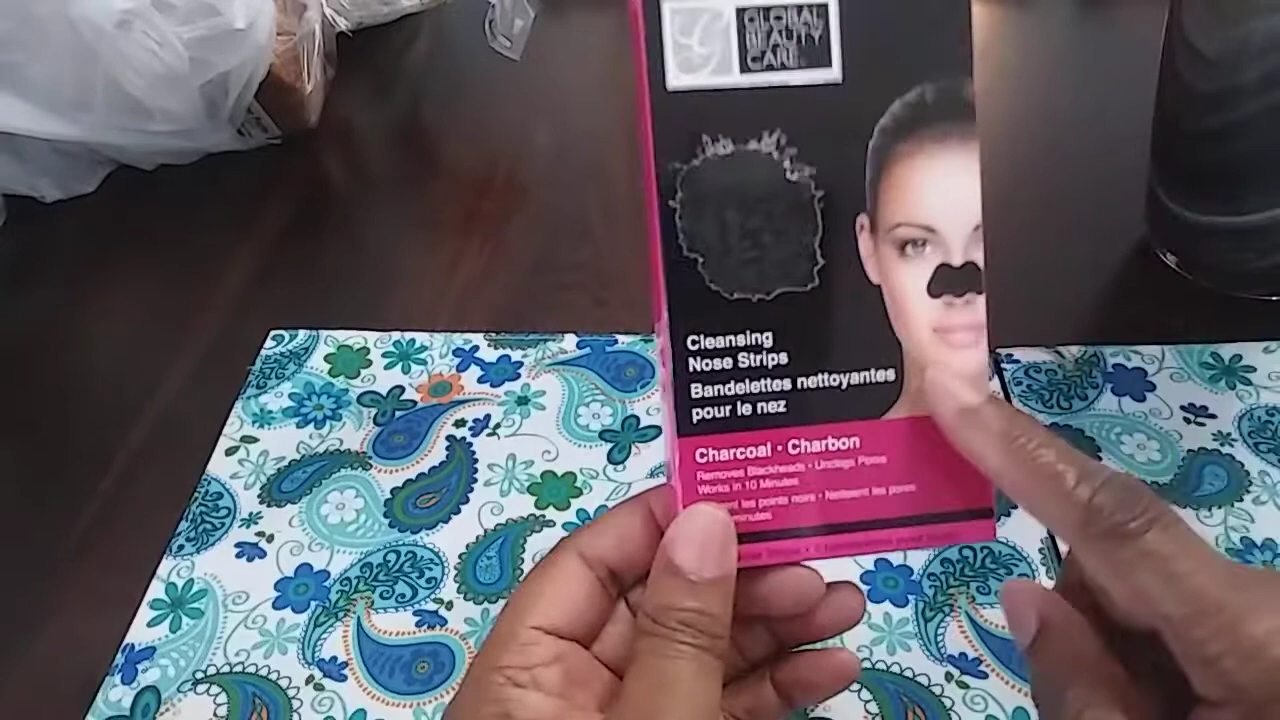 GLOBAL
BEAUTY
CARE
Cleansing
Nose Strips
Bandelettes nettoyantes
pour le nez
Charcoal • Charbon
Removes Blackheads • Unclogs Pores
Works in 10 Minutes
les points noirs • Nettoient les pores
minutes